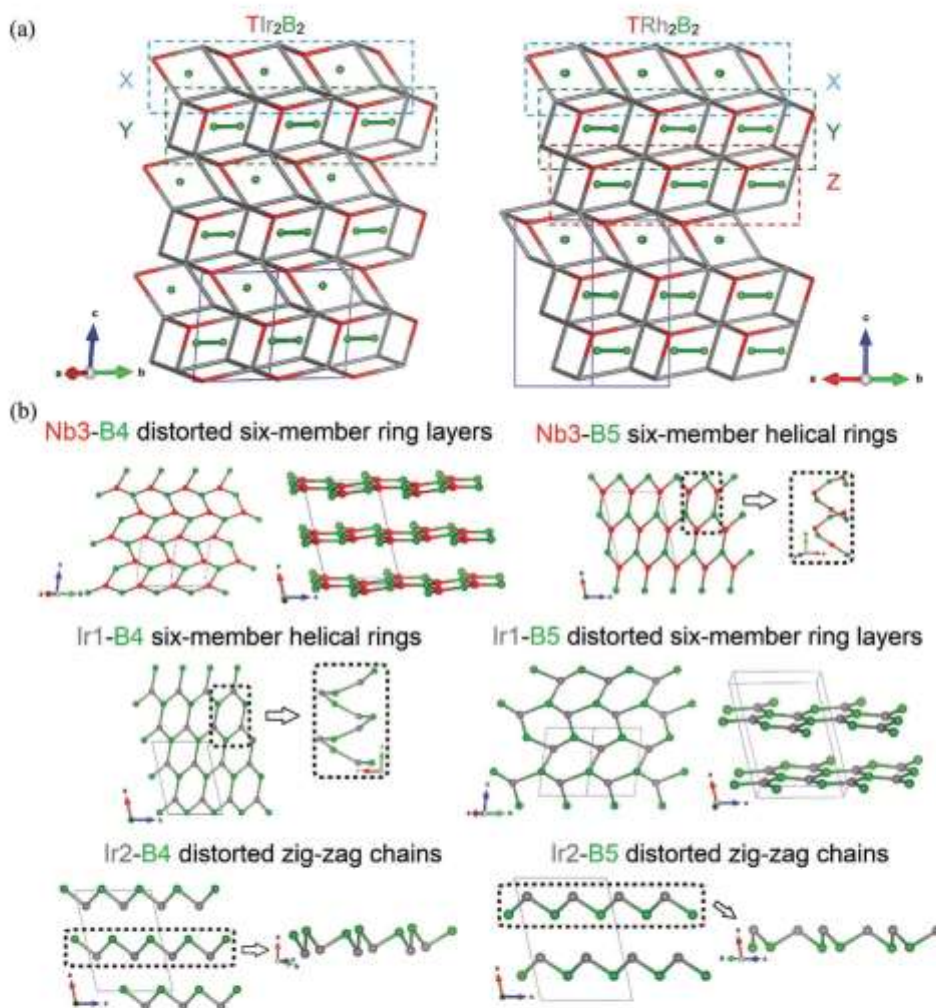 (a)
TIr₂B₂
TRh₂B₂
X
Y
X
Y
Z
c
a
b
c
a
b
(b)
Nb3-B4 distorted six-member ring layers
Nb3-B5 six-member helical rings
Ir1-B4 six-member helical rings
Ir1-B5 distorted six-member ring layers
Ir2-B4 distorted zig-zag chains
Ir2-B5 distorted zig-zag chains